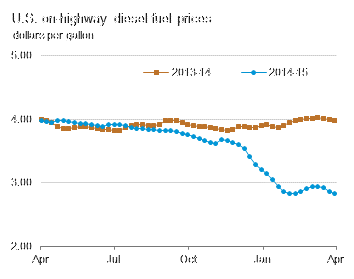 U.S. on-highway diesel fuel prices
dollars per gallon
5.00
2013-14 2014-15
4.00
3.00
2.00
Apr Jul Oct Jan Apr